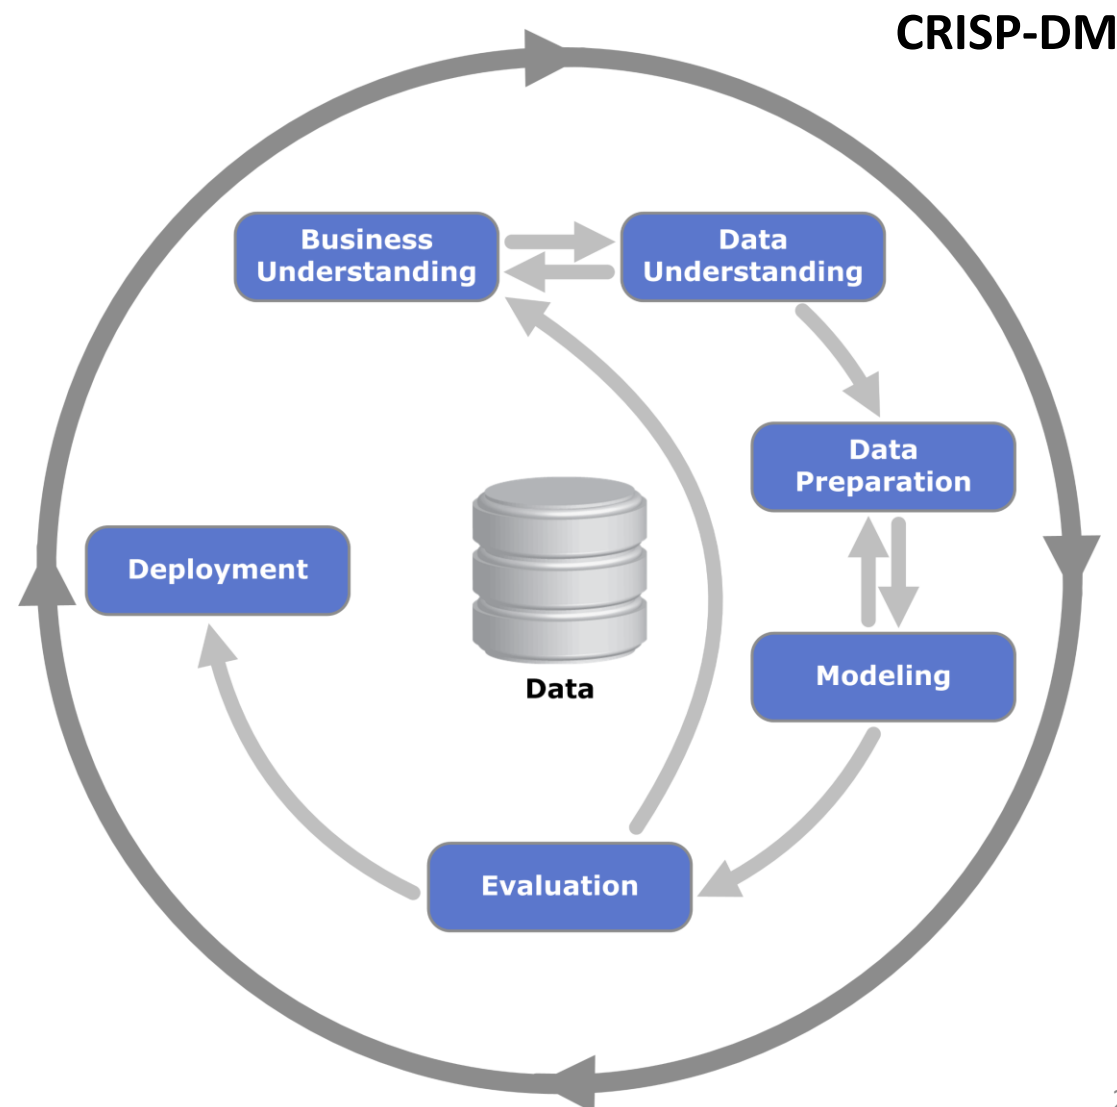 CRISP-DM
Business
Understanding
Data
Understanding
Data
Preparation
Modeling
Evaluation
Deployment
Data